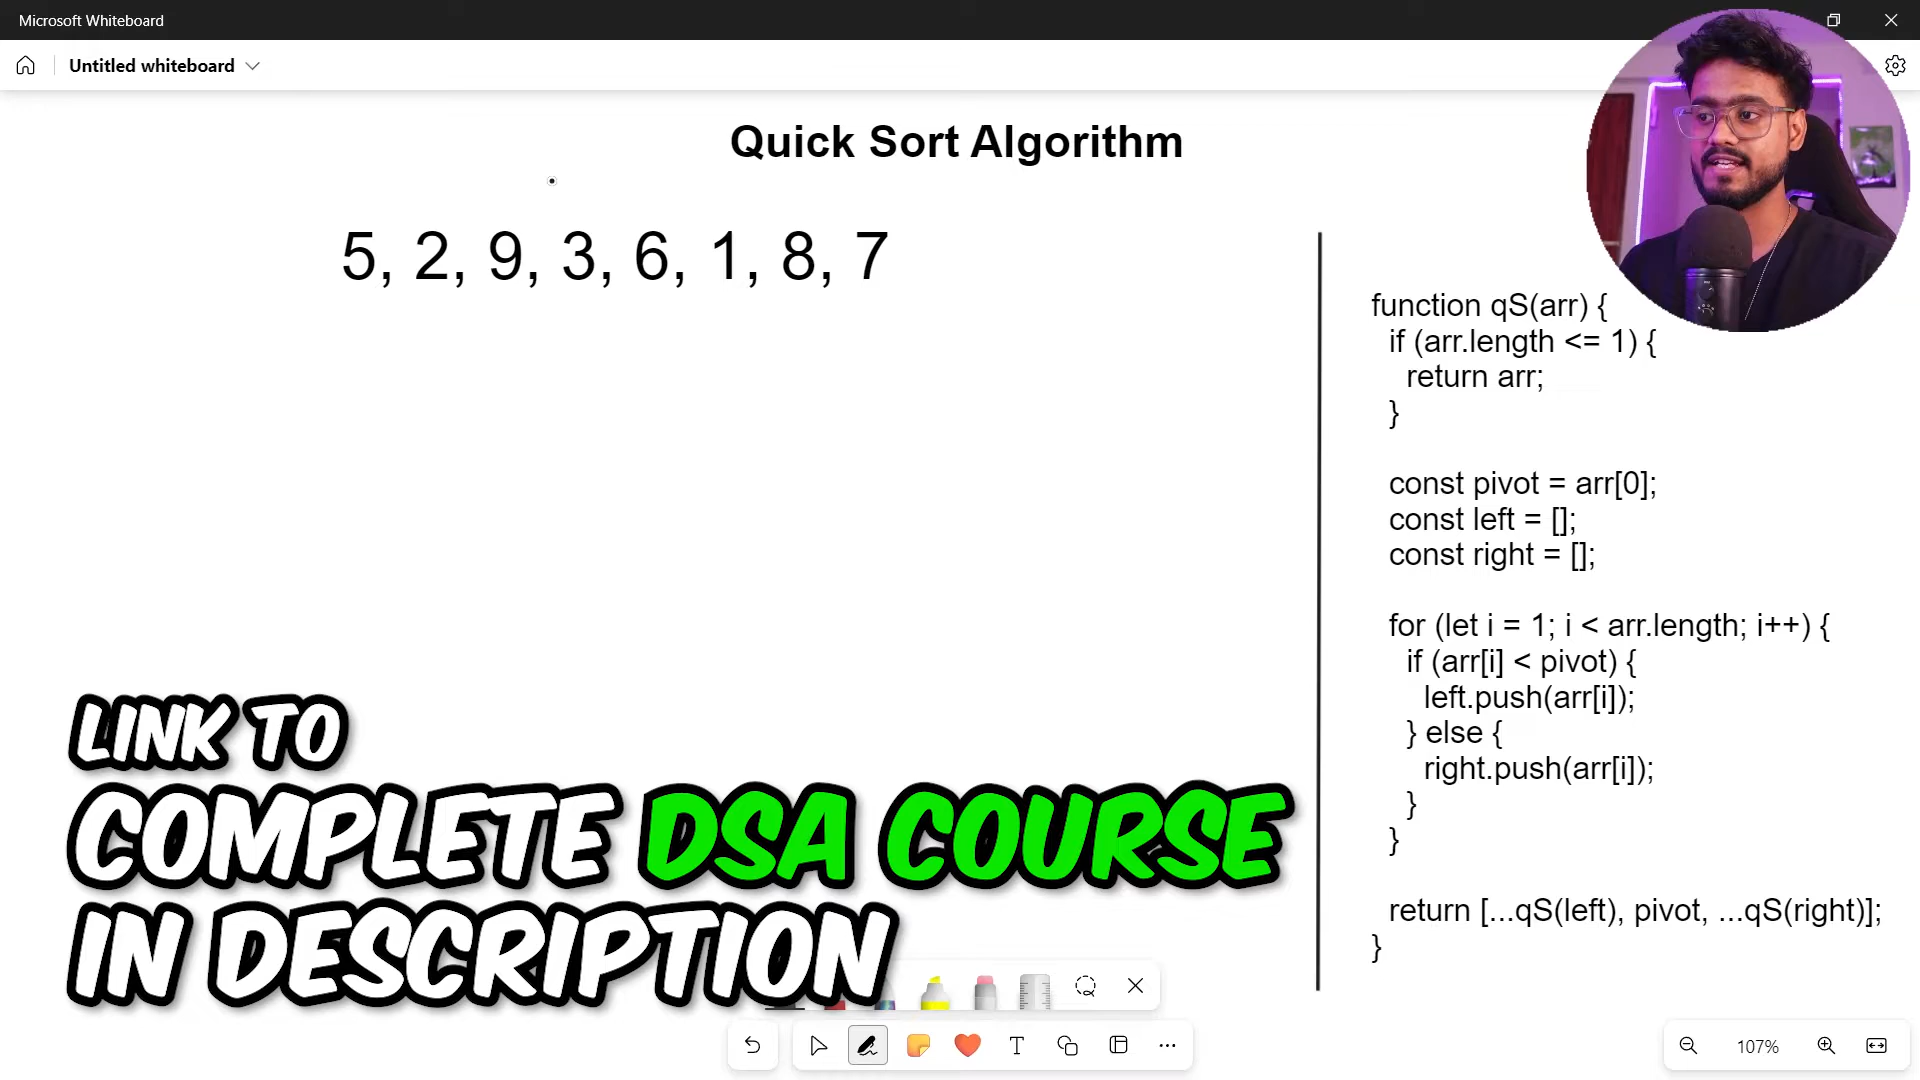 Microsoft Whiteboard
Untitled whiteboard
Quick Sort Algorithm
5, 2, 9, 3, 6, 1, 8, 7
function qS(arr) {
if (arr.length <= 1) {
return arr;
}
const pivot = arr[0];
const left = [];
const right = [];
for (let i = 1; i < arr.length; i++) {
if (arr[i] < pivot) {
left.push(arr[i]);
} else {
right.push(arr[i]);
}
}
return [...qS(left), pivot, ...qS(right)];
}
LINK TO
COMPLETE DSA COURSE
IN DESCRIPTION
107%